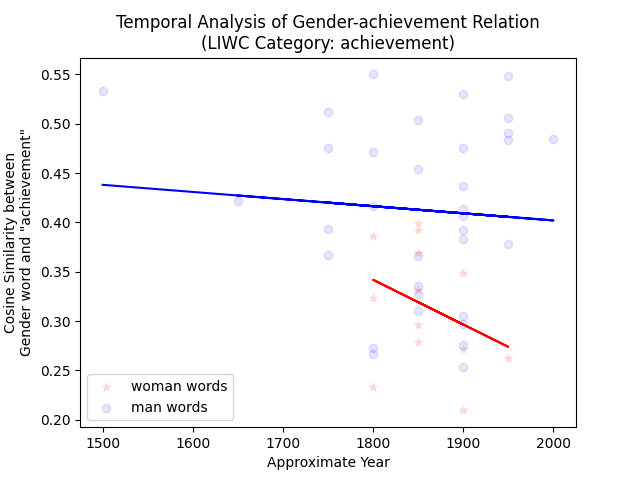 Temporal Analysis of Gender-achievement Relation
(LIWC Category: achievement)
Cosine Similarity between
Gender word and "achievement"
0.55
0.50
0.45
0.40
0.35
0.30
0.25
0.20
woman words
man words
1500
1600
1700
1800
1900
2000
Approximate Year